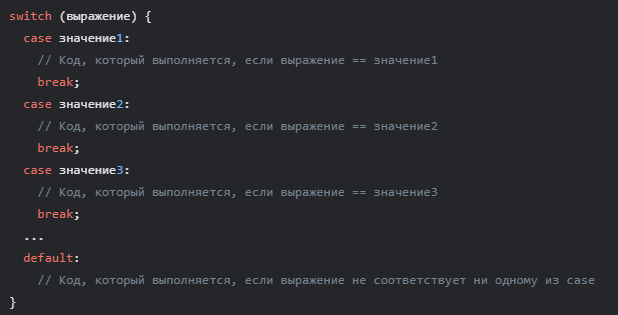 switch (выражение) {
  case значение1:
    // Код, который выполняется, если выражение == значение1
    break;
  case значение2:
    // Код, который выполняется, если выражение == значение2
    break;
  case значение3:
    // Код, который выполняется, если выражение == значение3
    break;
  ...
  default:
    // Код, который выполняется, если выражение не соответствует ни одному из case
}